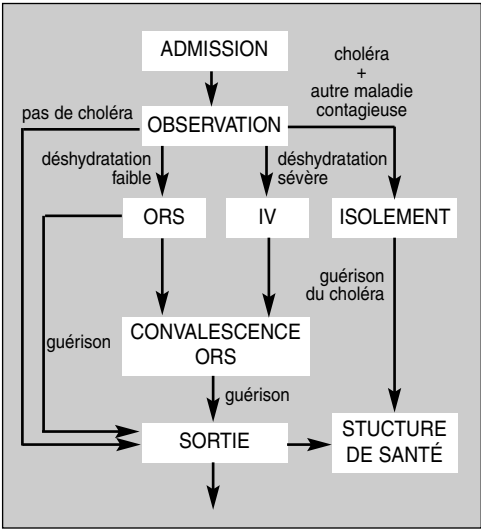 ADMISSION
choléra
+
autre maladie
contagieuse
pas de choléra
OBSERVATION
déshydratation
faible
déshydratation
sévère
ORS
IV
ISOLEMENT
guérison
du choléra
CONVALESCENCE
ORS
guérison
guérison
SORTIE
STUCTURE
DE SANTÉ